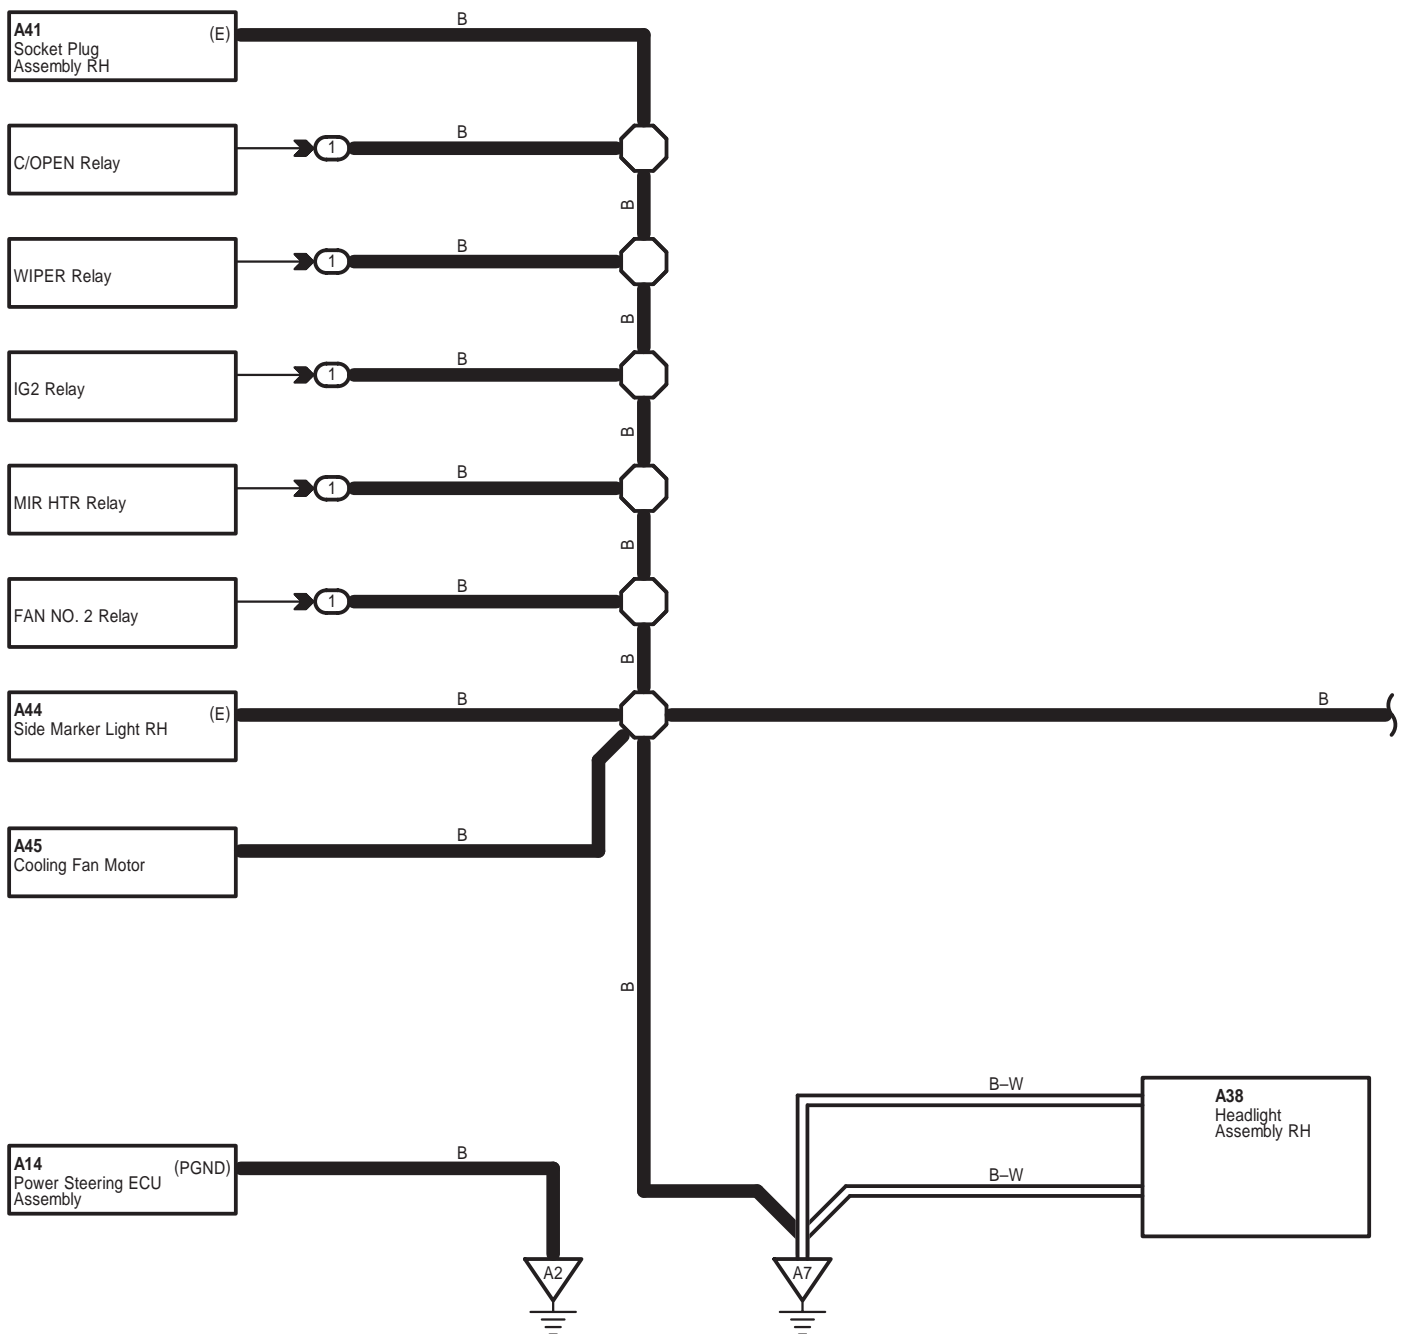 A41 (E) B
Socket Plug
Assembly RH
C/OPEN Relay 1 B
B
WIPER Relay 1 B
B
IG2 Relay 1 B
B
MIR HTR Relay 1 B
B
FAN NO. 2 Relay 1 B
B
A44 (E) B B
Side Marker Light RH
A45 B
Cooling Fan Motor
B
B–W
A38
Headlight
Assembly RH
A14 (PGND) B
Power Steering ECU
Assembly
B–W
A2 A7